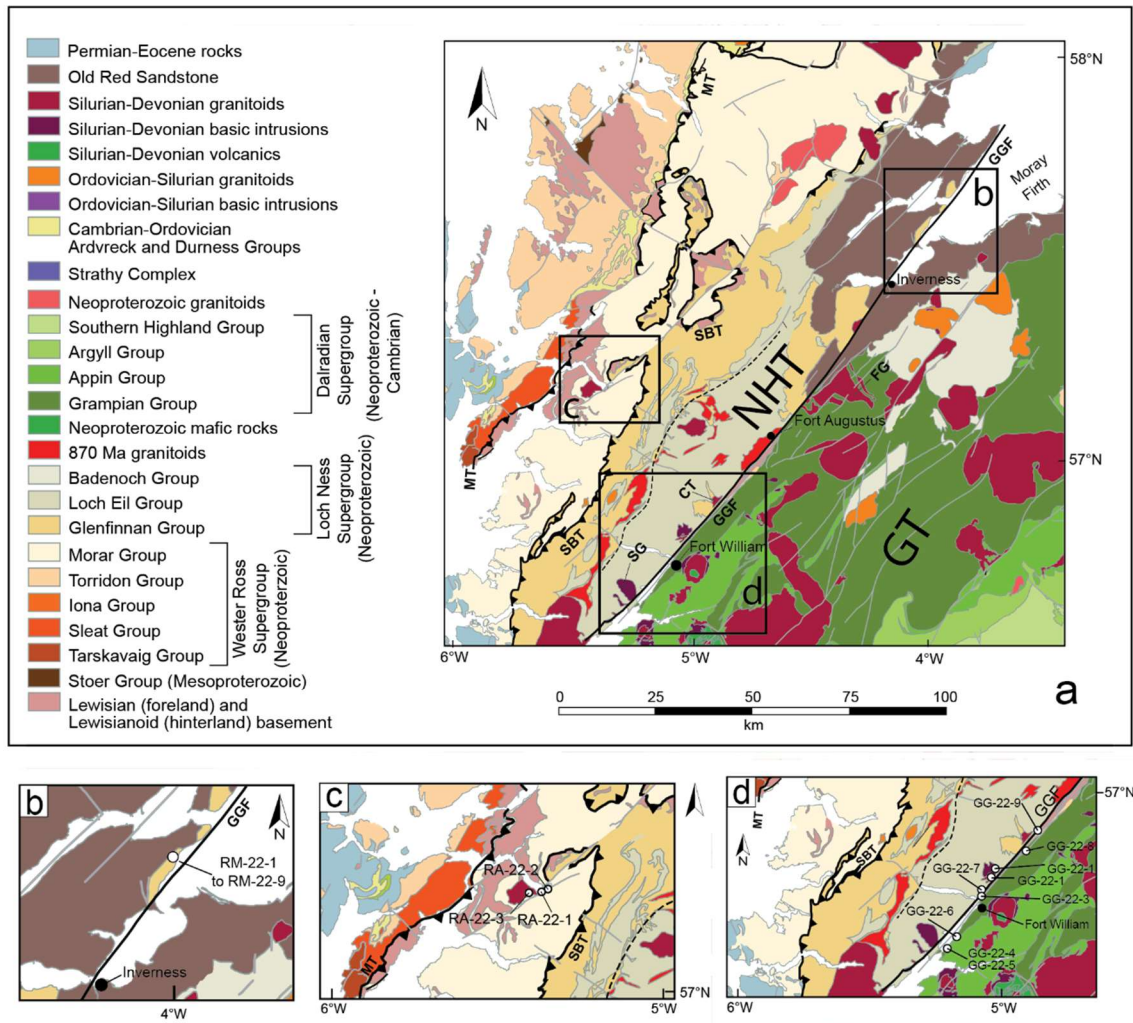 Permian-Eocene rocks
Old Red Sandstone
Silurian-Devonian granitoids
Silurian-Devonian basic intrusions
Silurian-Devonian volcanics
Ordovician-Silurian granitoids
Ordovician-Silurian basic intrusions
Cambrian-Ordovician
Ardvreck and Durness Groups
Strathy Complex
Neoproterozoic granitoids
Southern Highland Group
Argyll Group
Appin Group
Grampian Group
Neoproterozoic mafic rocks
870 Ma granitoids
Badenoch Group
Loch Eil Group
Glenfinnan Group
Morar Group
Torridon Group
Iona Group
Sleat Group
Tarskavaig Group
Stoer Group (Mesoproterozoic)
Lewisian (foreland) and
Lewisianoid (hinterland) basement
Dalradian
Supergroup
(Neoproterozoic -
Cambrian)
Loch Ness
Supergroup
(Neoproterozoic)
Wester Ross
Supergroup
(Neoproterzoic)
N
MT
58°N
GGF
Moray
Firth
b
Inverness
SBT
NHT
FG
c
Fort Augustus
57°N
MT
CT
GGF
SBT
SG
Fort William
GT
d
6°W
5°W
4°W
0
25
50
75
100
km
a
b
GGF
N
RM-22-1
to RM-22-9
Inverness
4°W
c
N
RA-22-2
RA-22-3
RA-22-1
MT
SBT
57°N
6°W
5°W
d
MT
57°N
GGF
GG-22-9
N
SBT
GG-22-8
GG-22-7
GG-22-1
GG-22-1
GG-22-3
GG-22-6
Fort William
GG-22-4
GG-22-5
6°W
5°W